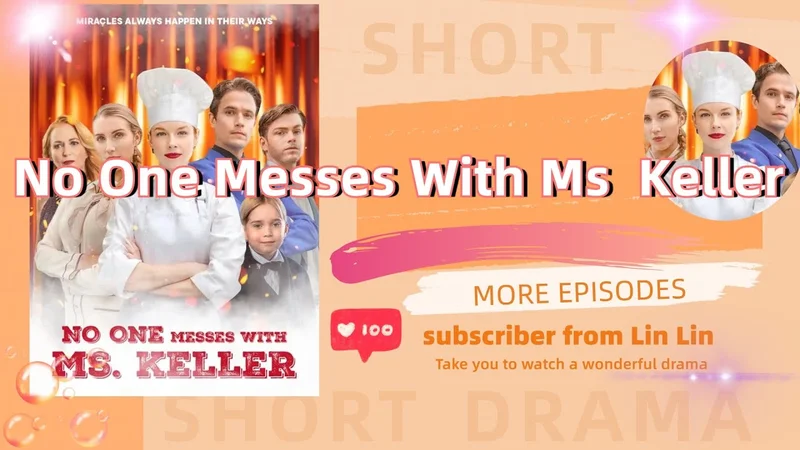 MIRACLES ALWAYS HAPPEN IN THEIR WAYS
SHORT
No One Messes With Ms Keller
NO ONE MESSES WITH
MS. KELLER
MORE EPISODES
100
subscriber from Lin Lin
Take you to watch a wonderful drama
SHORT DRAMA